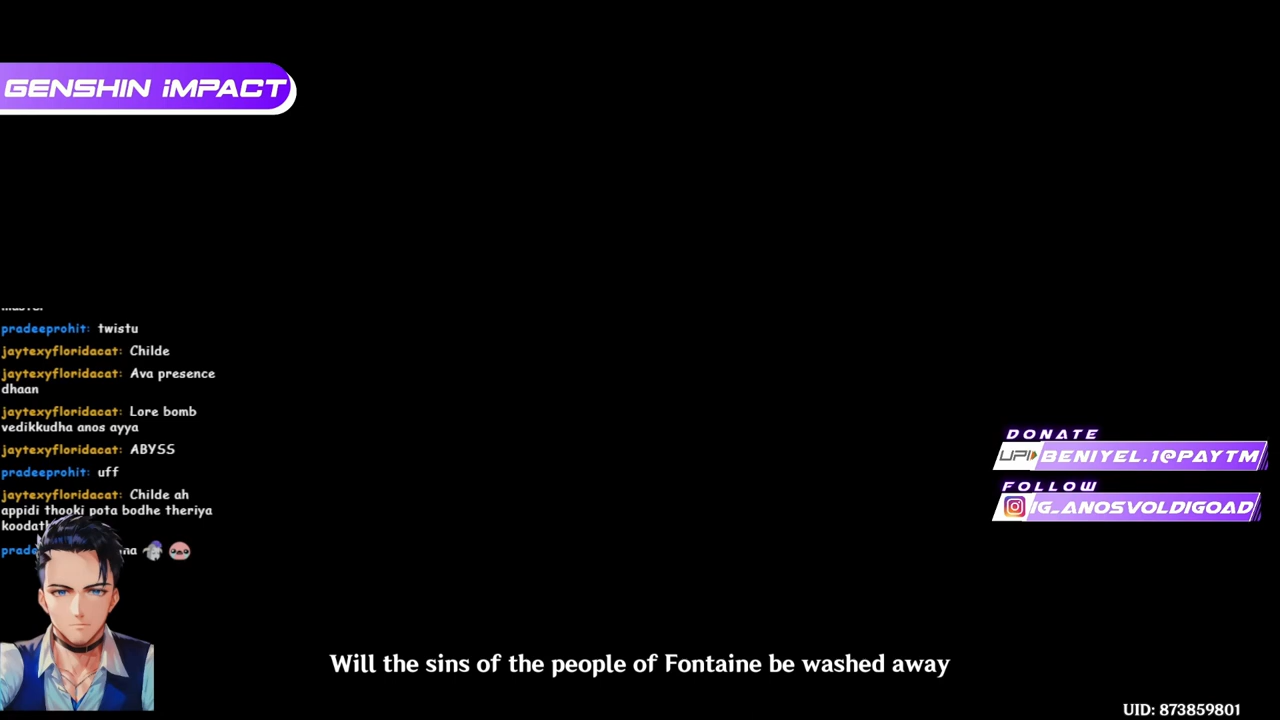 GENSHIN iMPACT
pradeeprohit: twistu
jaytexyfloridacat: Childe
jaytexyfloridacat: Ava presence
dhaan
jaytexyfloridacat: Lore bomb
vedikkudha anos ayya
jaytexyfloridacat: ABYSS
pradeeprohit: uff
jaytexyfloridacat: Childe ah
appidi thooki pota bodhe theriya
DONATE
UPI BENIYEL.1@PAYTM
FOLLOW
IG_ANOSVOLDIGOAD
Will the sins of the people of Fontaine be washed away
UID: 873859801